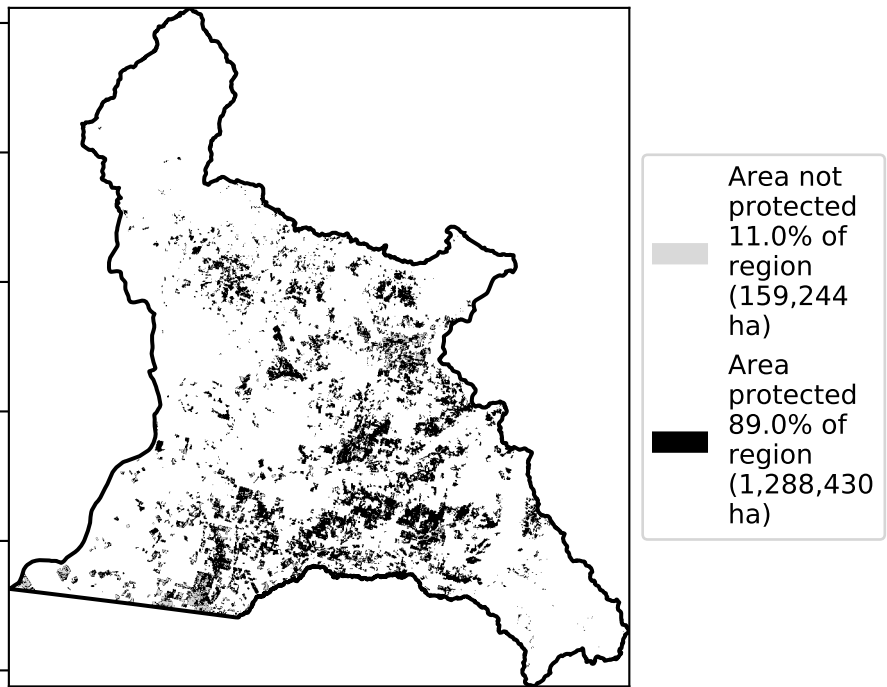 Area not
protected
11.0% of
region
(159,244
ha)
Area
protected
89.0% of
region
(1,288,430
ha)